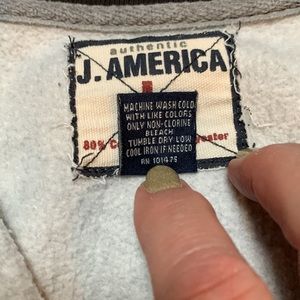 authentic
J. AMERICA
MACHINE WASH COLD
WITH LIKE COLORS
ONLY NON-CLORINE
BLEACH
TUMBLE DRY LOW
80%
COOL IRON IF NEEDED
RN 101475